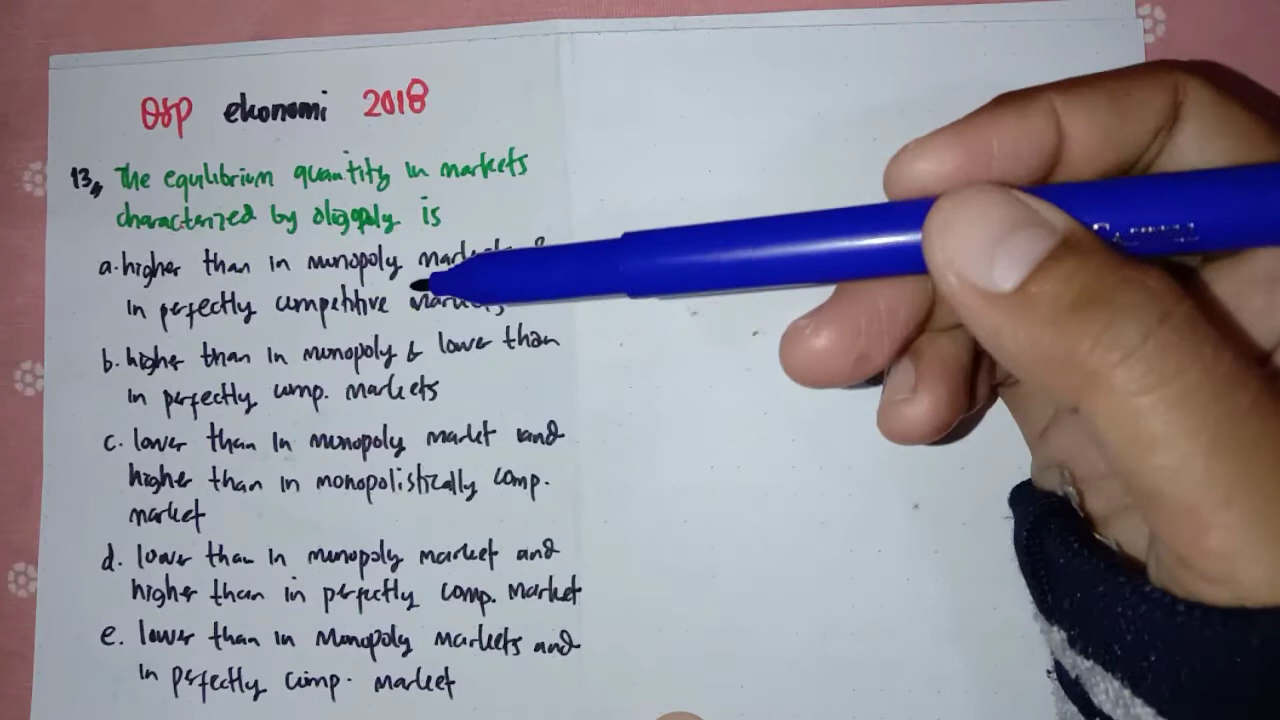 OSP ekonomi 2018
13, The equlibrium quantity in markets
characterized by oligopoly is
a. higher than in monopoly markets &
in perfectly competitive markets
b. higher than in monopoly & lower than
in perfectly comp. markets
c. lower than in monopoly market and
higher than in monopolistically comp.
market
d. lower than in monopoly market and
higher than in perfectly comp. market
e. lower than in monopoly markets and
in perfectly comp. market